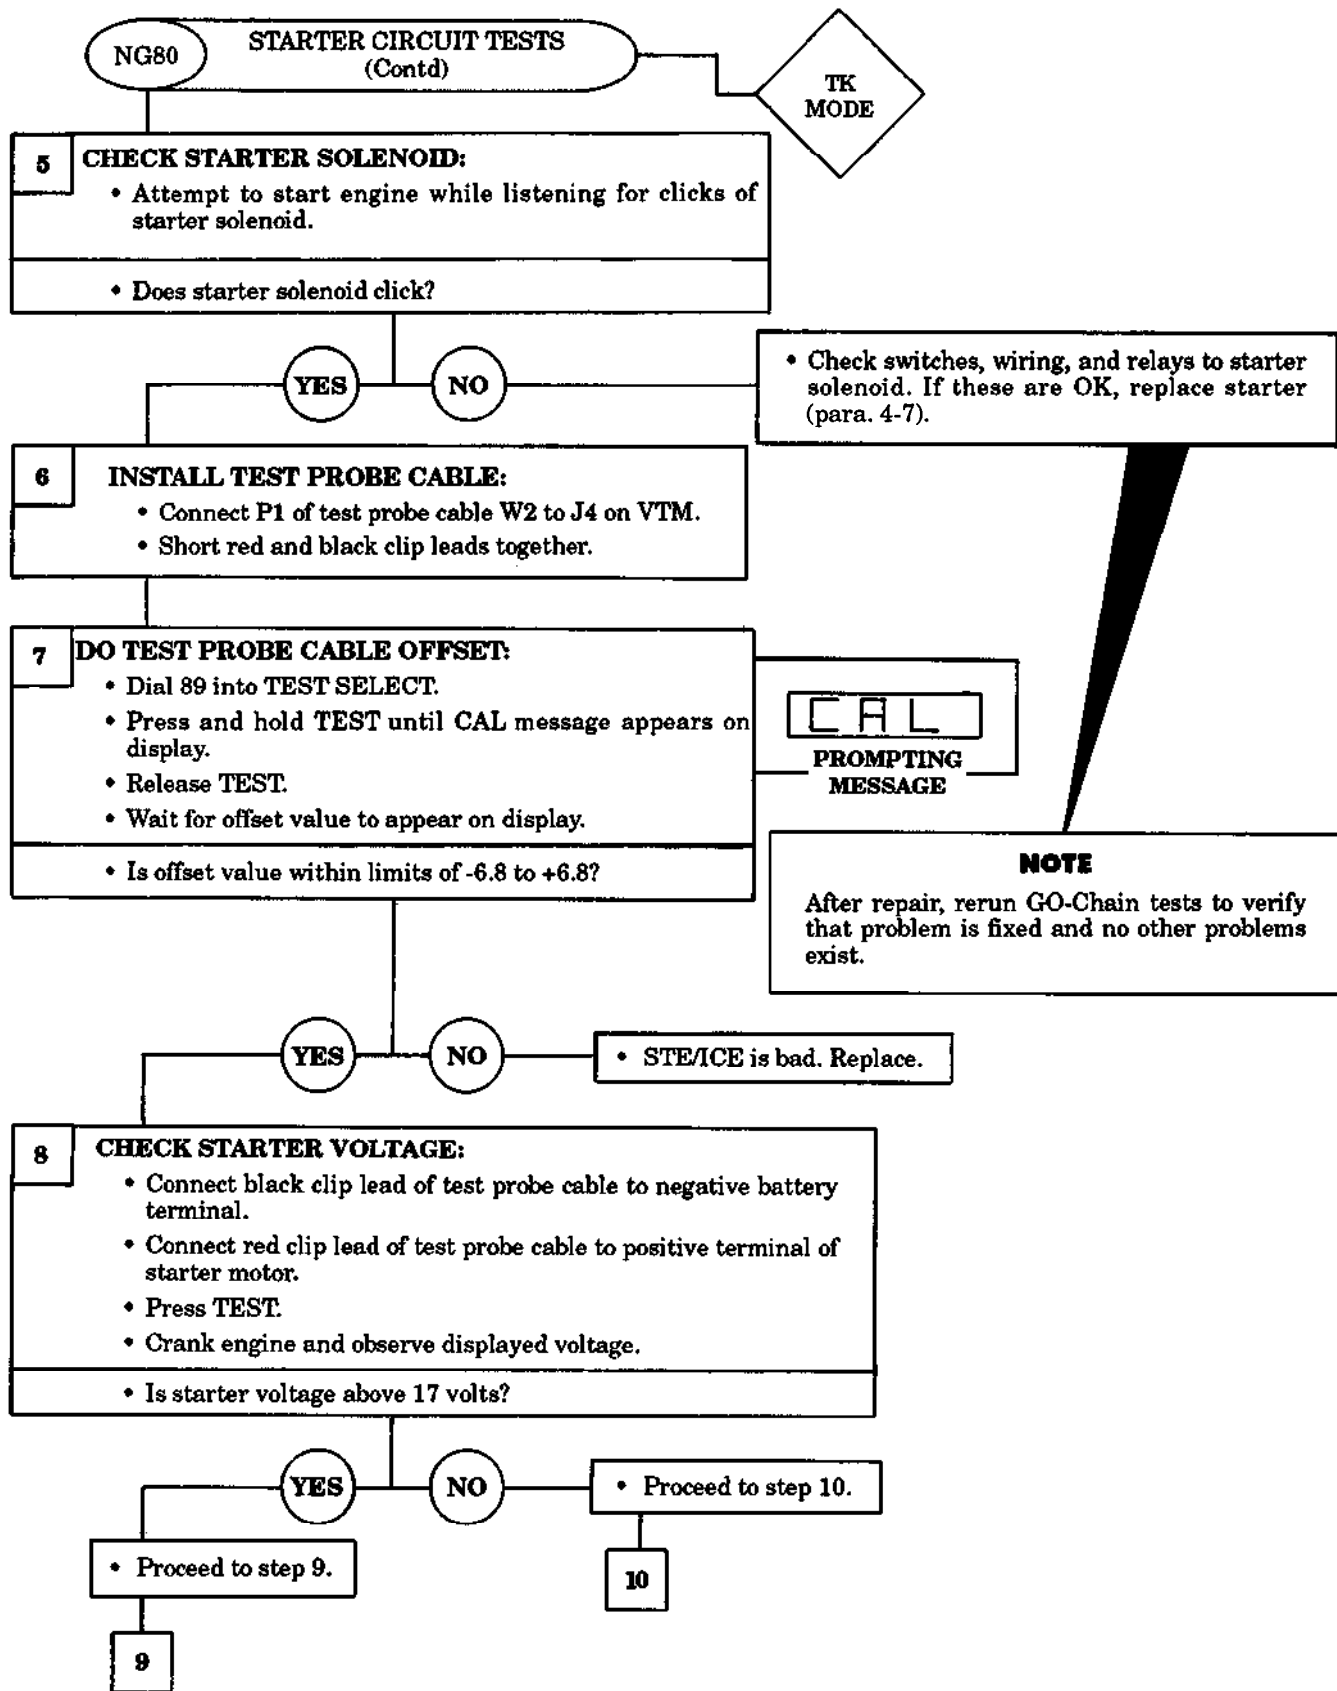 NG80
STARTER CIRCUIT TESTS
(Contd)
TK
MODE
5
CHECK STARTER SOLENOID:
• Attempt to start engine while listening for clicks of
starter solenoid.
• Does starter solenoid click?
YES
NO
• Check switches, wiring, and relays to starter
solenoid. If these are OK, replace starter
(para. 4-7).
6
INSTALL TEST PROBE CABLE:
• Connect P1 of test probe cable W2 to J4 on VTM.
• Short red and black clip leads together.
7
DO TEST PROBE CABLE OFFSET:
• Dial 89 into TEST SELECT.
• Press and hold TEST until CAL message appears on
display.
• Release TEST.
• Wait for offset value to appear on display.
• Is offset value within limits of -6.8 to +6.8?
CAL
PROMPTING
MESSAGE
NOTE
After repair, rerun GO-Chain tests to verify
that problem is fixed and no other problems
exist.
YES
NO
• STE/ICE is bad. Replace.
8
CHECK STARTER VOLTAGE:
• Connect black clip lead of test probe cable to negative battery
terminal.
• Connect red clip lead of test probe cable to positive terminal of
starter motor.
• Press TEST.
• Crank engine and observe displayed voltage.
• Is starter voltage above 17 volts?
YES
NO
• Proceed to step 10.
• Proceed to step 9.
10
9